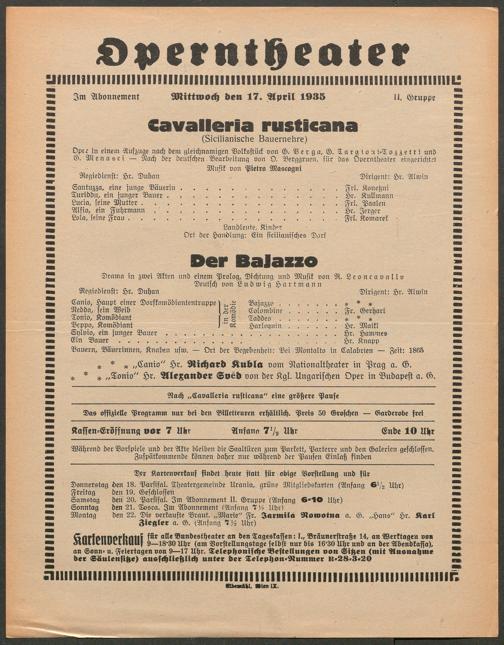 Operntheater
Im Abonnement Mittwoch den 17. April 1935 II. Gruppe
Cavalleria rusticana
(Sicilianische Bauernehre)
Oper in einem Aufzuge nach dem gleichnamigen Volksstück von G. Verga, G. Targioni-Tozzetti und
G. Menasci — Nach der deutschen Bearbeitung von O. Berggruen, für das Operntheater eingerichtet
Musik von Pietro Mascagni
Regiedienst: Hr. Duhan Dirigent: Hr. Alwin
Santuzza, eine junge Bäuerin . . . . . Frl. Konetzni
Turiddu, ein junger Bauer . . . . . Hr. Kullmann
Lucia, seine Mutter . . . . . Frl. Paalen
Alfio, ein Fuhrmann . . . . . Hr. Jerger
Lola, seine Frau . . . . . Frl. Komarek
Landleute, Kinder
Ort der Handlung: Ein sicilianisches Dorf
Der Bajazzo
Drama in zwei Akten und einem Prolog, Dichtung und Musik von R. Leoncavallo
Deutsch von Ludwig Hartmann
Regiedienst: Hr. Duhan Dirigent: Hr. Alwin
Canio, Haupt einer Dorfkomödiantentruppe Bajazzo . . . . . * * *
Nedda, sein Weib in der Komödie Colombine . . . . . Fr. Gerhart
Tonio, Komödiant Taddeo . . . . . * * *
Beppo, Komödiant Harlequin . . . . . Hr. Maikl
Silvio, ein junger Bauer . . . . . Hr. Hammes
Ein Bauer . . . . . Hr. Knapp
Bauern, Bäuerinnen, Knaben usw. — Ort der Begebenheit: Bei Montalto in Calabrien — Zeit: 1865
* * * „Canio“ Hr. Richard Kubla vom Nationaltheater in Prag a. G.
* * * „Tonio“ Hr. Alexander Svéd von der Kgl. Ungarischen Oper in Budapest a. G.
Nach „Cavalleria rusticana“ eine größere Pause
Das offizielle Programm nur bei den Billetteuren erhältlich. Preis 50 Groschen — Garderobe frei
Kassen-Eröffnung vor 7 Uhr Anfang 7½ Uhr Ende 10 Uhr
Während der Vorspiele und der Akte bleiben die Saaltüren zum Parkett, Parterre und den Galerien geschlossen.
Zuspätkommende können daher nur während der Pausen Einlaß finden
Der Kartenverkauf findet heute statt für obige Vorstellung und für
Donnerstag den 18. Parsifal. Theatergemeinde Urania, grüne Mitgliedskarten (Anfang 6½ Uhr)
Freitag den 19. Geschlossen
Samstag den 20. Parsifal. Im Abonnement II. Gruppe (Anfang 6·10 Uhr)
Sonntag den 21. Tosca. Im Abonnement (Anfang 7½ Uhr)
Montag den 22. Die verkaufte Braut. „Marie“ Fr. Jarmila Novotna a. G. „Hans“ Hr. Karl
Ziegler a. G. (Anfang 7½ Uhr)
Kartenverkauf für alle Bundestheater an den Tageskassen: I., Bräunerstraße 14, an Werktagen von
9—18·30 Uhr (am Vorstellungstage selbst nur bis 16·30 Uhr und an der Abendkassa),
an Sonn- u. Feiertagen von 9—17 Uhr. Telephonische Bestellungen von Sitzen (mit Ausnahme
der Säulensitze) ausschließlich unter der Telephon-Nummer R-28-3-20
Elbemühl, Wien IX.